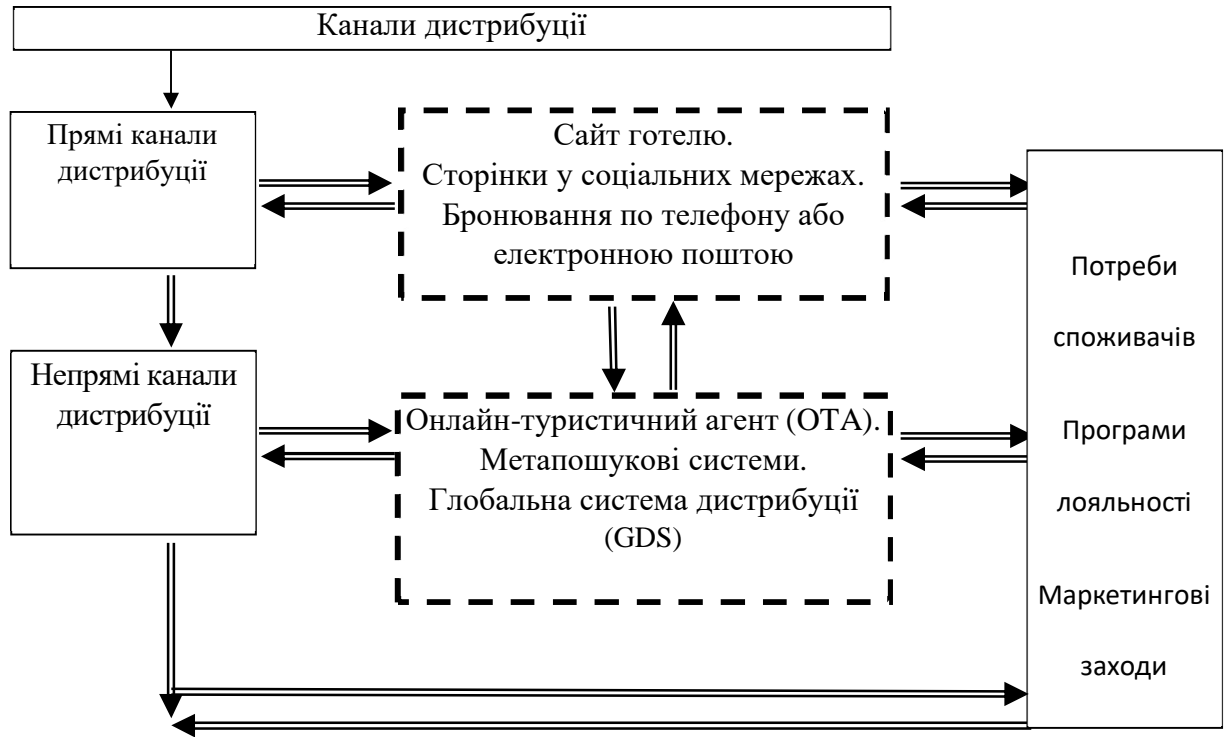 Канали дистрибуції
Прямі канали
дистрибуції
Сайт готелю.
Сторінки у соціальних мережах.
Бронювання по телефону або
електронною поштою
Непрямі канали
дистрибуції
Онлайн-туристичний агент (ОТА).
Метапошукові системи.
Глобальна система дистрибуції
(GDS)
Потреби
споживачів
Програми
лояльності
Маркетингові
заходи